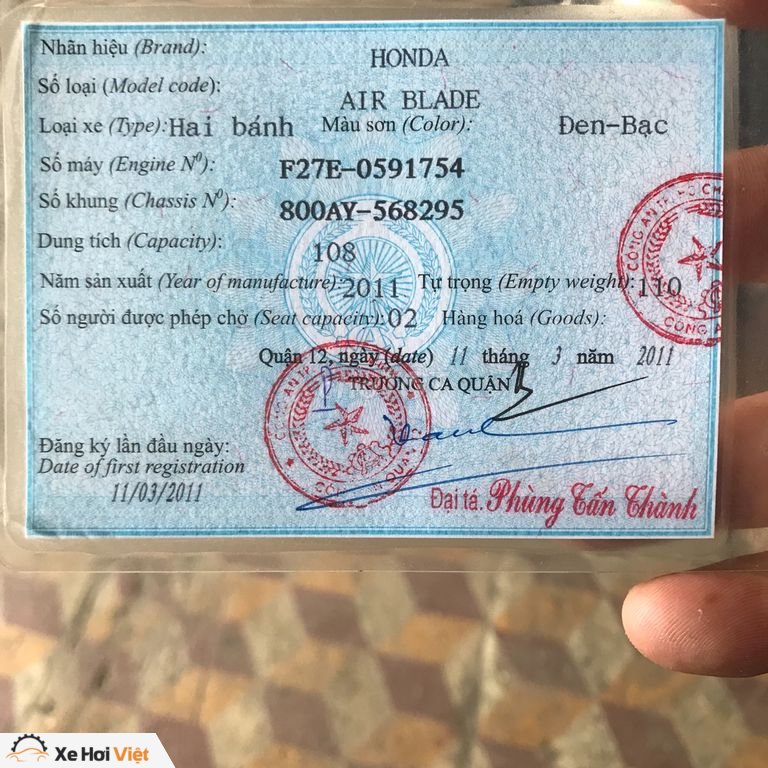 Nhãn hiệu (Brand): HONDA
Số loại (Model code): AIR BLADE
Loại xe (Type): Hai bánh Màu sơn (Color): Đen-Bạc
Số máy (Engine N⁰): F27E-0591754
Số khung (Chassis N⁰): 800AY-568295
Dung tích (Capacity): 108
Năm sản xuất (Year of manufacture): 2011 Tự trọng (Empty weight): 110
Số người được phép chở (Seat capacity): 02 Hàng hoá (Goods):
Quận 12, ngày (date) 11 tháng 3 năm 2011
TRƯỞNG CA QUẬN
Đăng ký lần đầu ngày:
Date of first registration
11/03/2011
Đại tá. Phùng Tấn Thành
Xe Hơi Việt